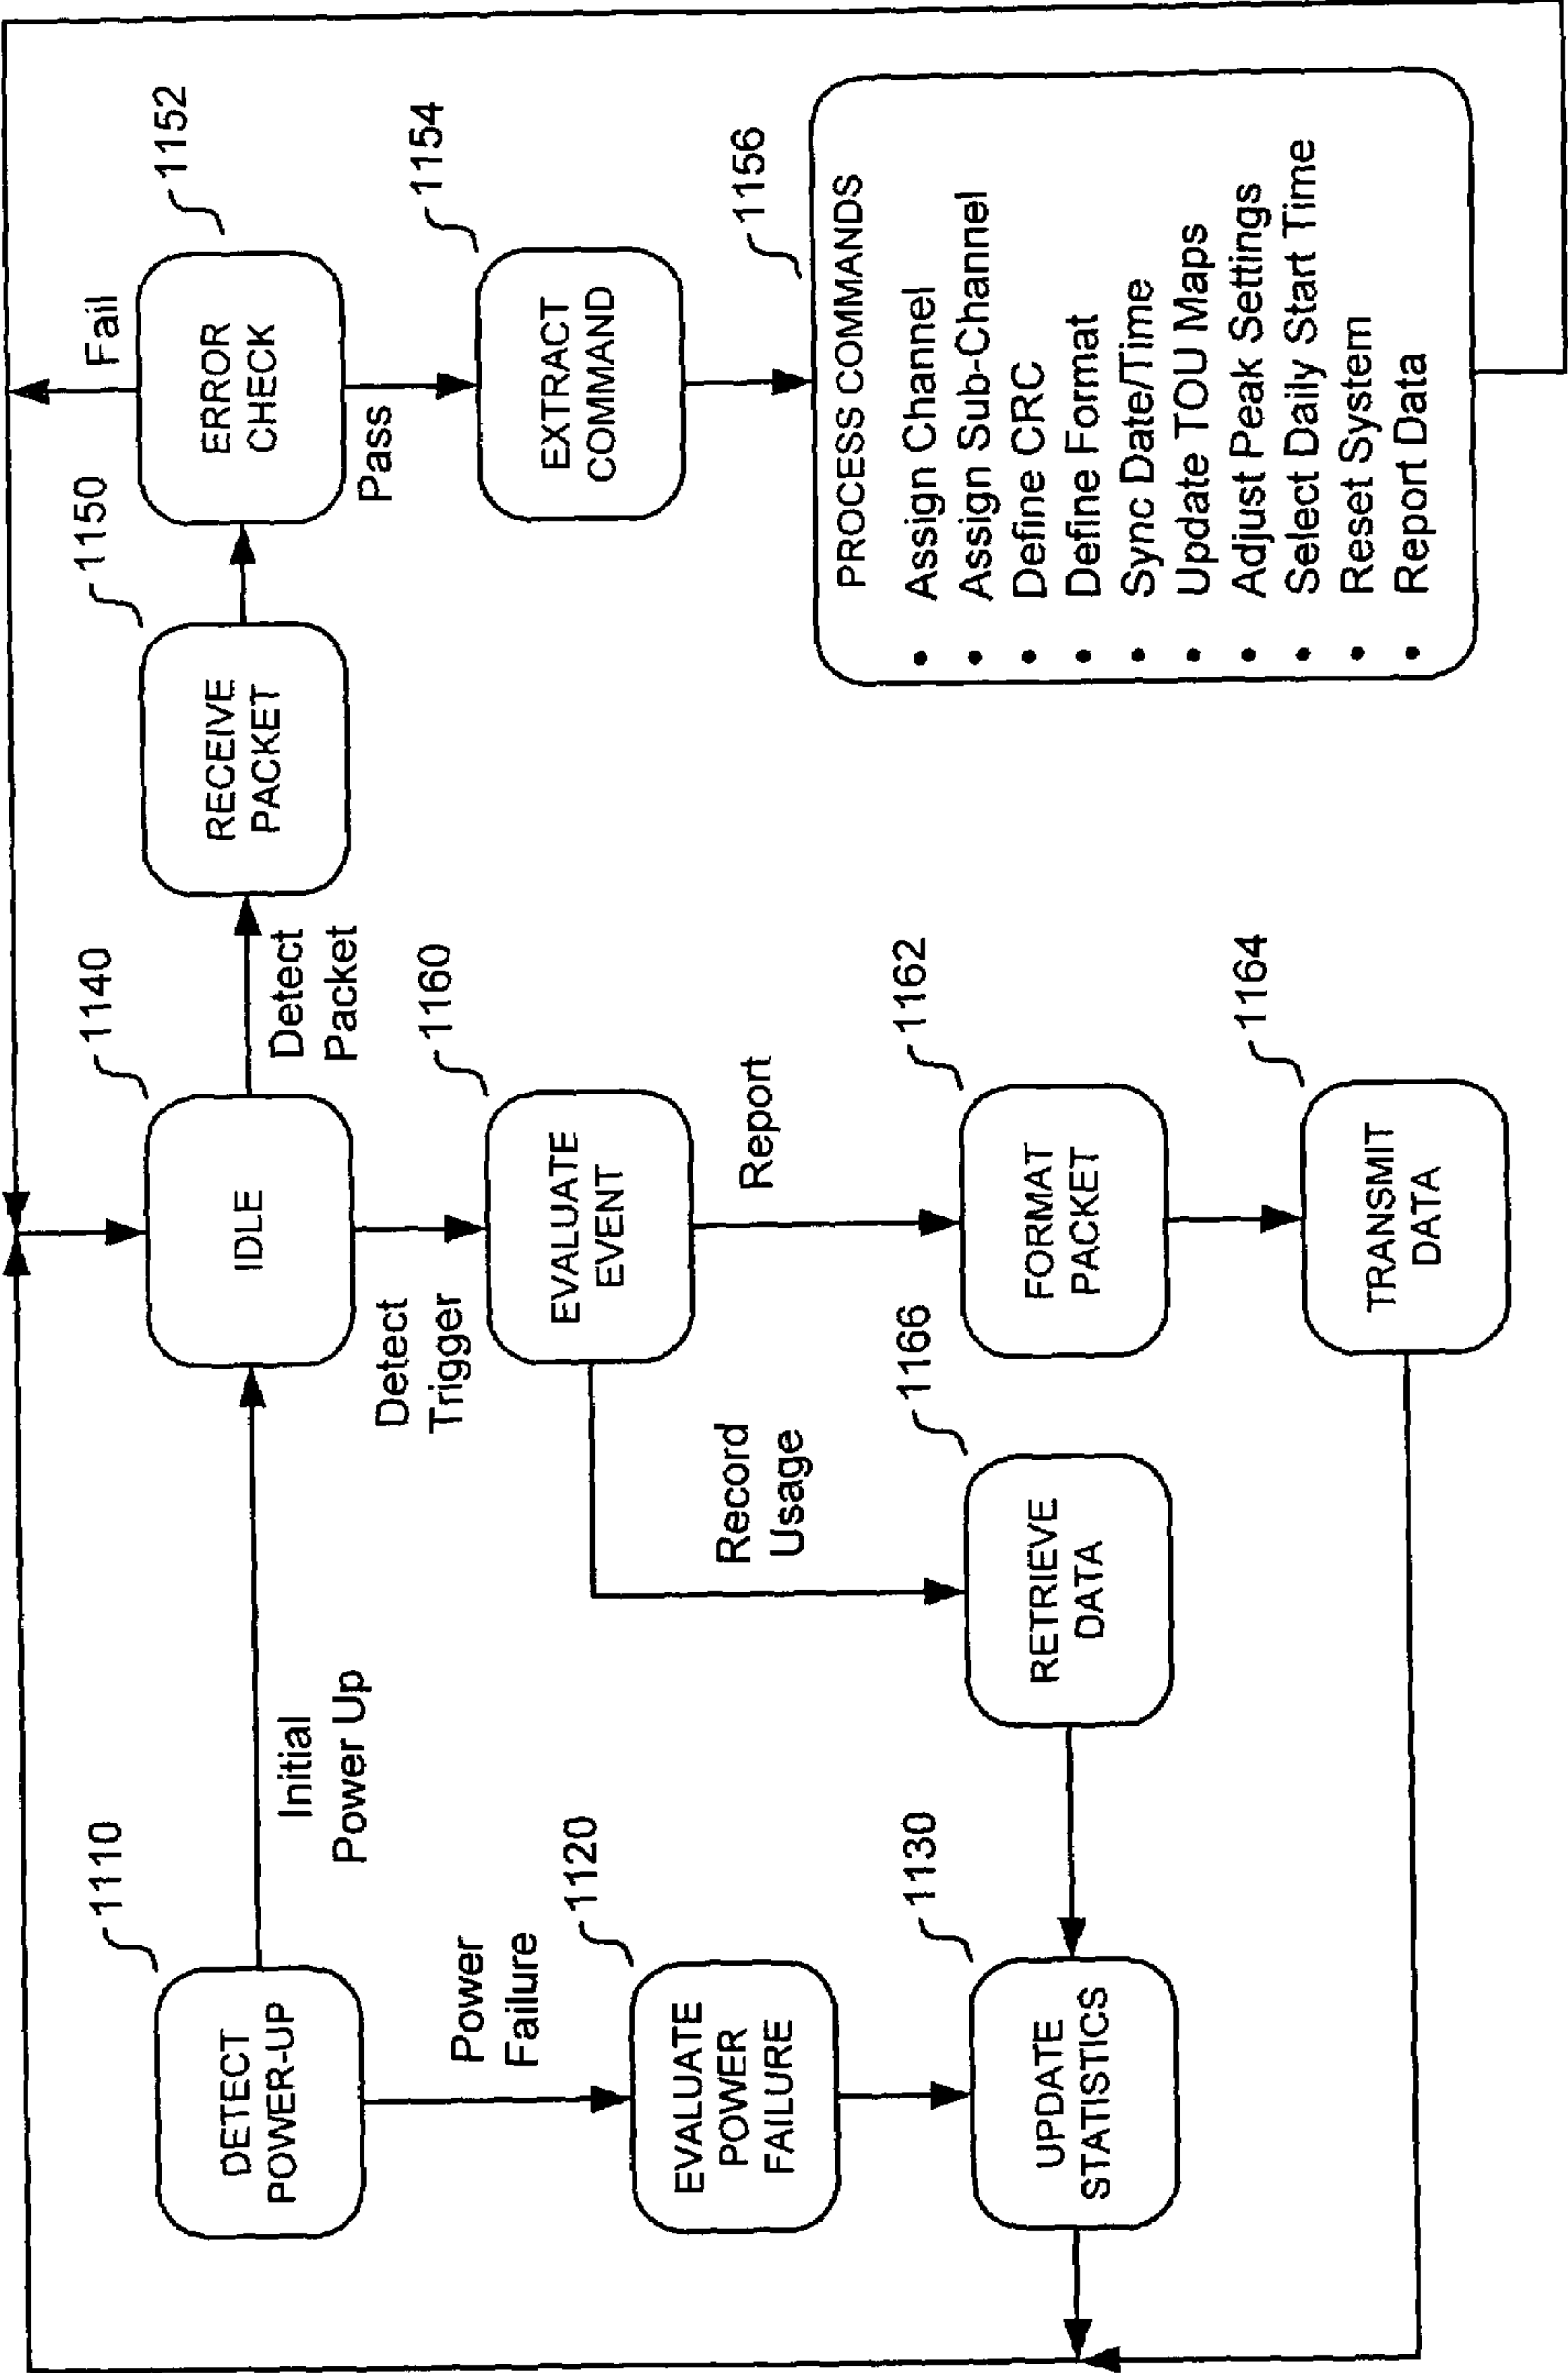 1110
DETECT
POWER-UP
Initial
Power Up
Power
Failure
1120
EVALUATE
POWER
FAILURE
1130
UPDATE
STATISTICS
1140
IDLE
Detect
Packet
Detect
Trigger
1160
EVALUATE
EVENT
Record
Usage
Report
1166
RETRIEVE
DATA
1162
FORMAT
PACKET
1164
TRANSMIT
DATA
1150
RECEIVE
PACKET
1152
ERROR
CHECK
Fail
Pass
1154
EXTRACT
COMMAND
1156
PROCESS COMMANDS
• Assign Channel
• Assign Sub-Channel
• Define CRC
• Define Format
• Sync Date/Time
• Update TOU Maps
• Adjust Peak Settings
• Select Daily Start Time
• Reset System
• Report Data